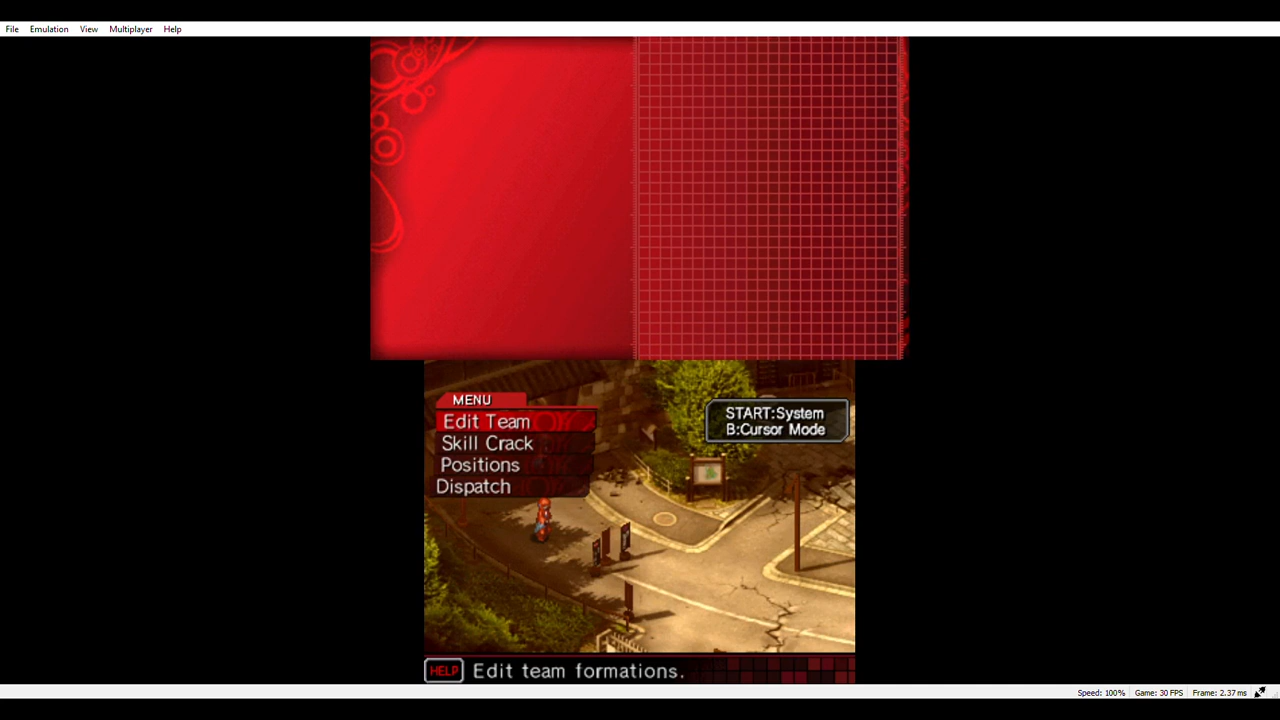 File Emulation View Multiplayer Help
MENU
Edit Team
Skill Crack
Positions
Dispatch
START:System
B:Cursor Mode
HELP Edit team formations.
Speed: 100% Game: 30 FPS Frame: 2.37 ms